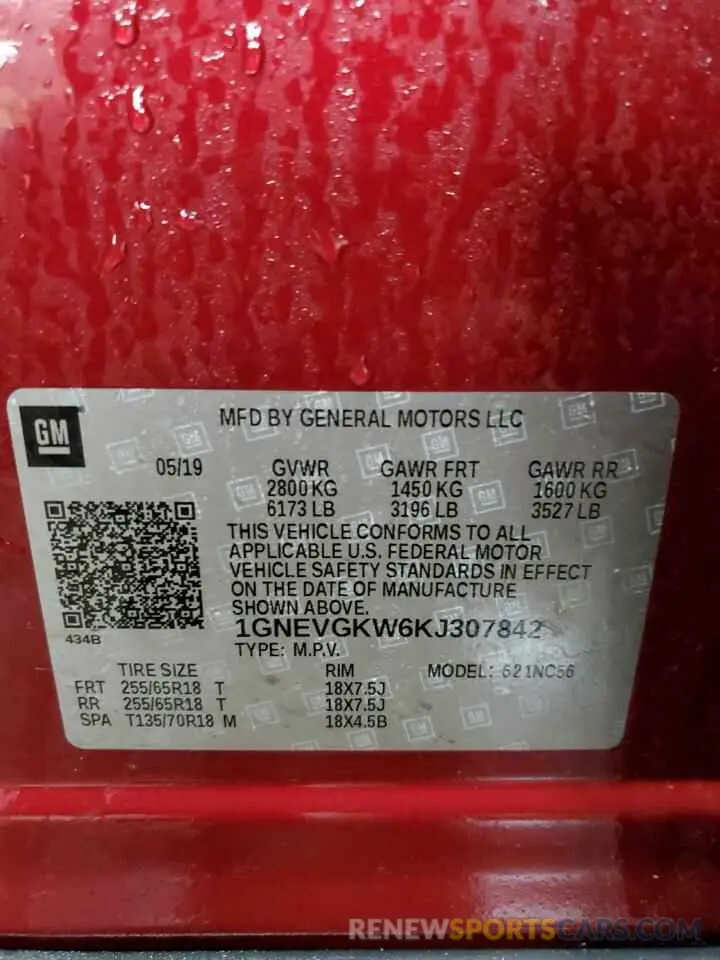 GM
MFD BY GENERAL MOTORS LLC
05/19 GVWR GAWR FRT GAWR RR
2800 KG 1450 KG 1600 KG
6173 LB 3196 LB 3527 LB
THIS VEHICLE CONFORMS TO ALL
APPLICABLE U.S. FEDERAL MOTOR
VEHICLE SAFETY STANDARDS IN EFFECT
ON THE DATE OF MANUFACTURE
SHOWN ABOVE.
434B
1GNEVGKW6KJ307842
TYPE: M.P.V. MODEL: 621NC56
TIRE SIZE RIM
FRT 255/65R18 T 18X7.5J
RR 255/65R18 T 18X7.5J
SPA T135/70R18 M 18X4.5B
RENEWSPORTSCARS.COM